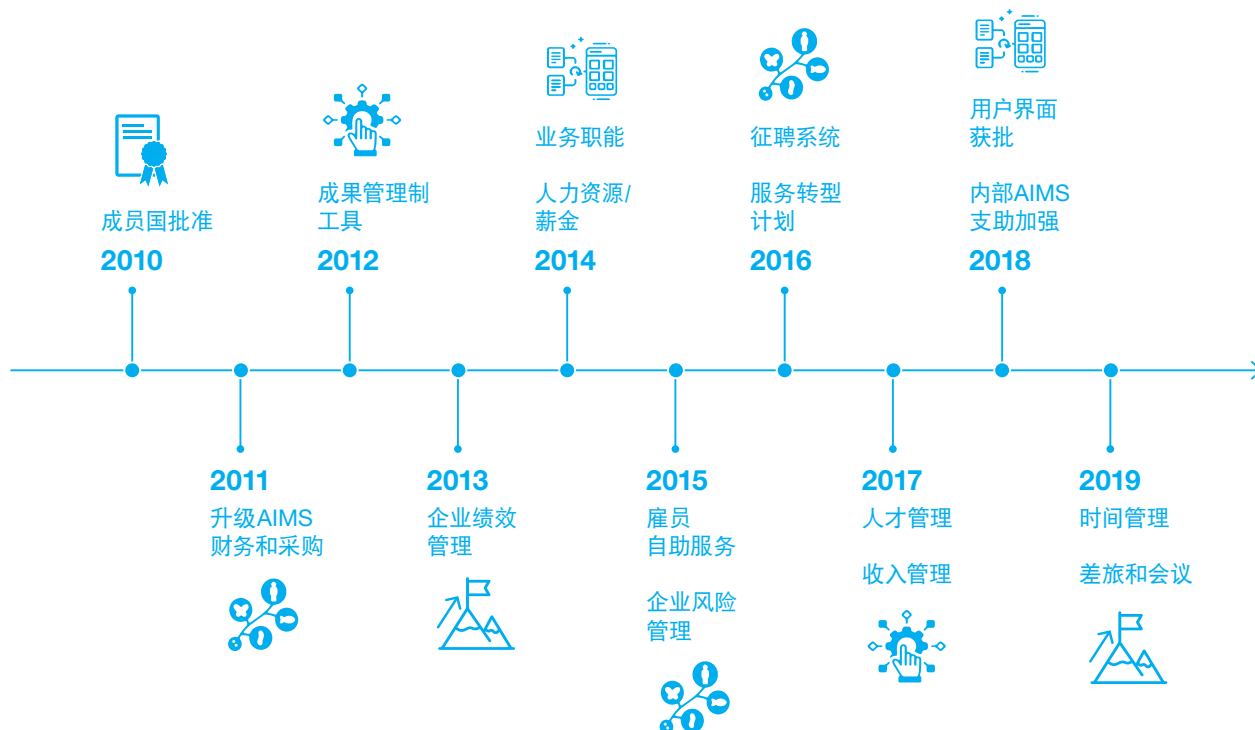 成员国批准
2010
成果管理制
工具
2012
业务职能
人力资源/
薪金
2014
征聘系统
服务转型
计划
2016
用户界面
获批
内部AIMS
支助加强
2018
2011
升级AIMS
财务和采购
2013
企业绩效
管理
2015
雇员
自助服务
企业风险
管理
2017
人才管理
收入管理
2019
时间管理
差旅和会议